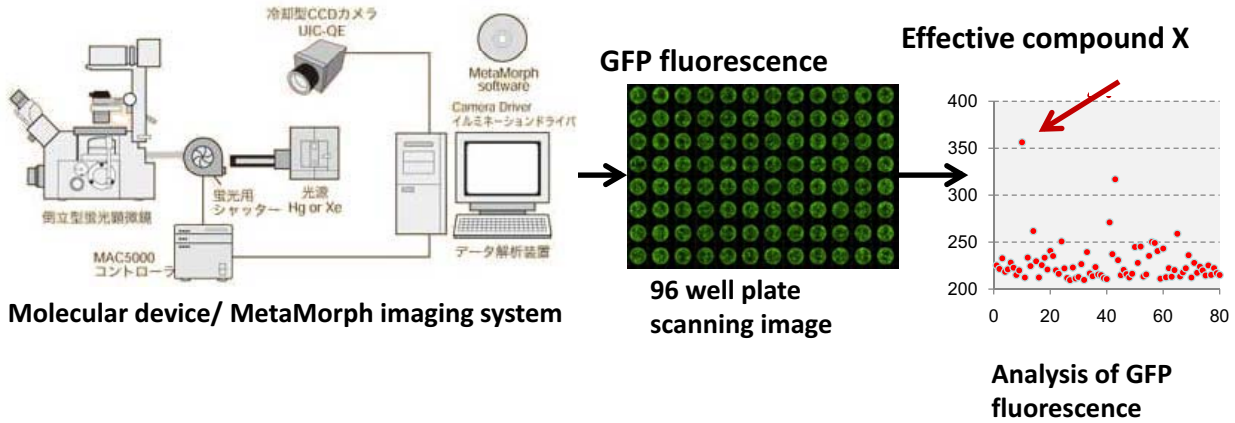 冷却型CCDカメラ
UIC-QE
MetaMorph
software
Camera Driver
イルミネーションドライバ
蛍光用
シャッター
光源
Hg or Xe
倒立型蛍光顕微鏡
MAC5000
コントローラ
データ解析装置
Molecular device/ MetaMorph imaging system
GFP fluorescence
96 well plate
scanning image
Effective compound X
400
350
300
250
200
0 20 40 60 80
Analysis of GFP
fluorescence